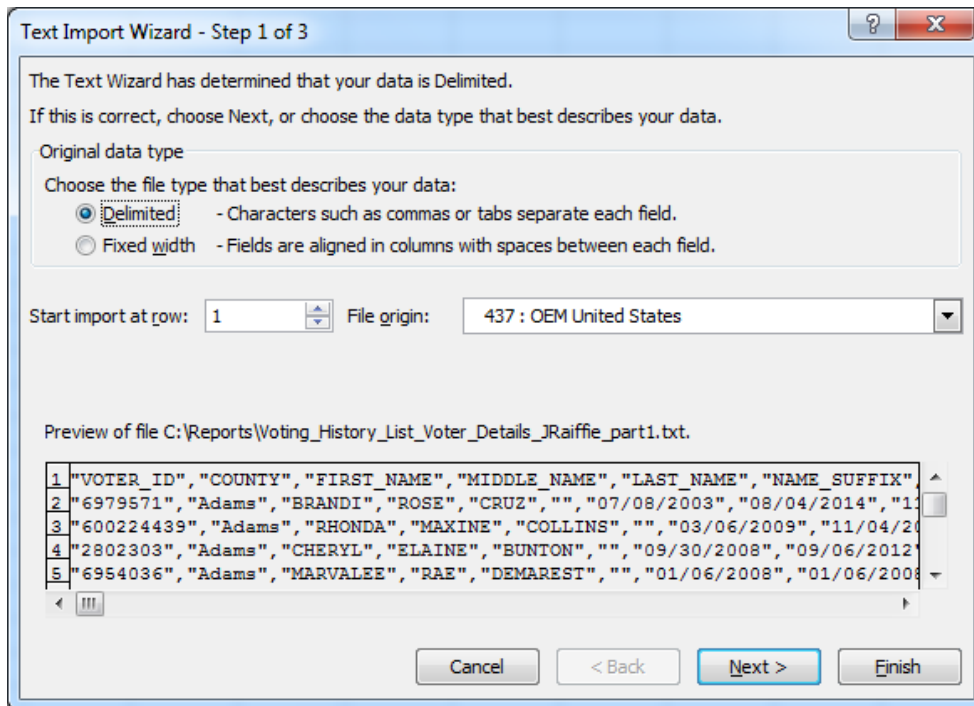 Text Import Wizard - Step 1 of 3
The Text Wizard has determined that your data is Delimited.
If this is correct, choose Next, or choose the data type that best describes your data.
Original data type
Choose the file type that best describes your data:
Delimited - Characters such as commas or tabs separate each field.
Fixed width - Fields are aligned in columns with spaces between each field.
Start import at row: 1 File origin: 437 : OEM United States
Preview of file C:\Reports\Voting_History_List_Voter_Details_JRaiffie_part1.txt.
1 "VOTER_ID","COUNTY","FIRST_NAME","MIDDLE_NAME","LAST_NAME","NAME_SUFFIX",
2 "6979571","Adams","BRANDI","ROSE","CRUZ","","07/08/2003","08/04/2014","11
3 "600224439","Adams","RHONDA","MAXINE","COLLINS","","03/06/2009","11/04/20
4 "2802303","Adams","CHERYL","ELAINE","BUNTON","","09/30/2008","09/06/2012"
5 "6954036","Adams","MARVALEE","RAE","DEMAREST","","01/06/2008","01/06/2008
Cancel < Back Next > Finish